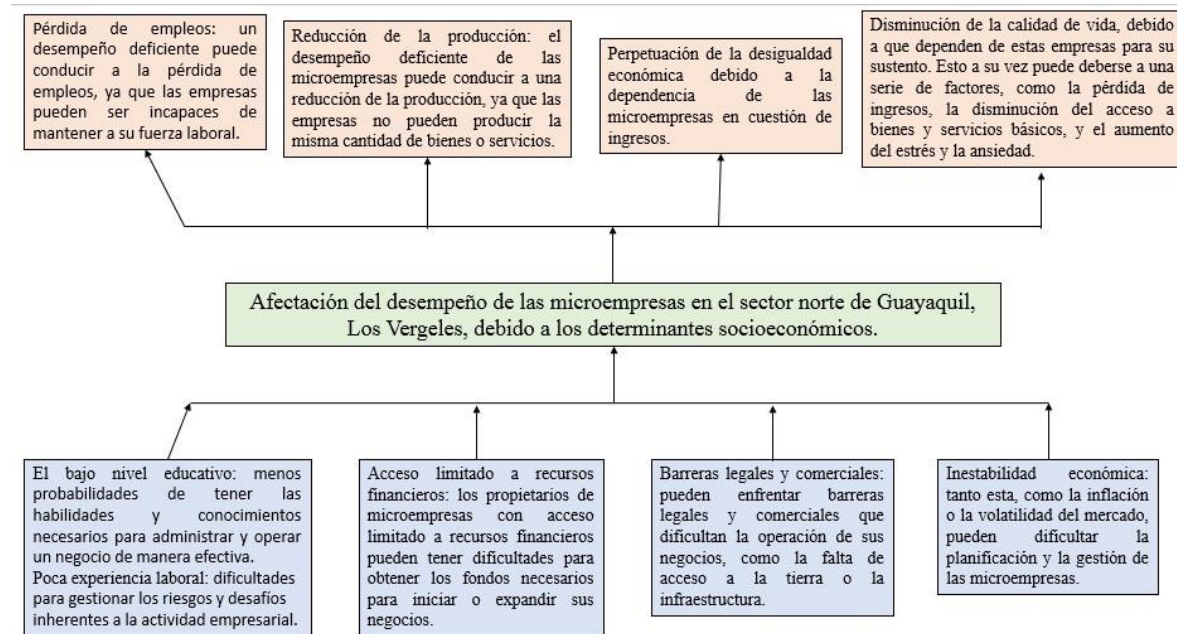 Pérdida de empleos: un
desempeño deficiente puede
conducir a la pérdida de
empleos, ya que las empresas
pueden ser incapaces de
mantener a su fuerza laboral.
Reducción de la producción: el
desempeño deficiente de las
microempresas puede conducir a una
reducción de la producción, ya que las
empresas no pueden producir la
misma cantidad de bienes o servicios.
Perpetuación de la desigualdad
económica debido a la
dependencia de las
microempresas en cuestión de
ingresos.
Disminución de la calidad de vida, debido
a que dependen de estas empresas para su
sustento. Esto a su vez puede deberse a una
serie de factores, como la pérdida de
ingresos, la disminución del acceso a
bienes y servicios básicos, y el aumento
del estrés y la ansiedad.
Afectación del desempeño de las microempresas en el sector norte de Guayaquil,
Los Vergeles, debido a los determinantes socioeconómicos.
El bajo nivel educativo: menos
probabilidades de tener las
habilidades y conocimientos
necesarios para administrar y operar
un negocio de manera efectiva.
Poca experiencia laboral: dificultades
para gestionar los riesgos y desafíos
inherentes a la actividad empresarial.
Acceso limitado a recursos
financieros: los propietarios de
microempresas con acceso
limitado a recursos financieros
pueden tener dificultades para
obtener los fondos necesarios
para iniciar o expandir sus
negocios.
Barreras legales y comerciales:
pueden enfrentar barreras
legales y comerciales que
dificultan la operación de sus
negocios, como la falta de
acceso a la tierra o la
infraestructura.
Inestabilidad económica:
tanto esta, como la inflación
o la volatilidad del mercado,
pueden dificultar la
planificación y la gestión de
las microempresas.